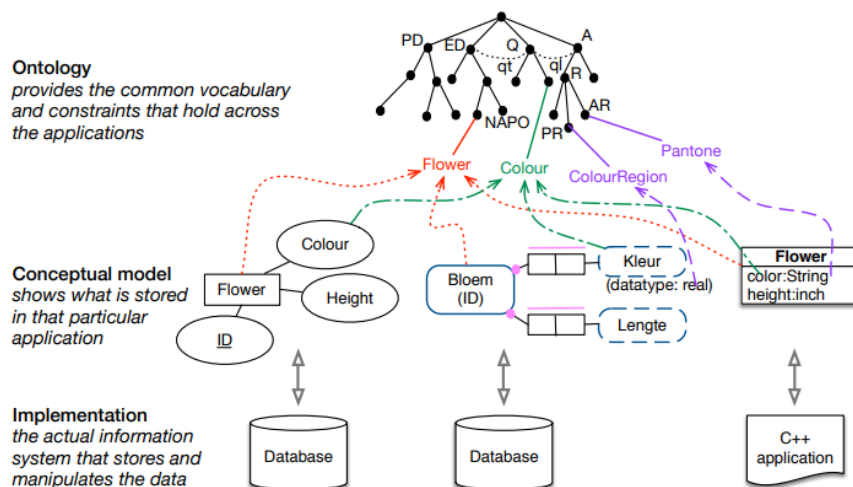 PD
ED
Q
A
qt
ql
R
AR
NAPO
PR
Ontology
provides the common vocabulary
and constraints that hold across
the applications
Flower
Colour
ColourRegion
Pantone
Conceptual model
shows what is stored
in that particular
application
Colour
Flower
Height
ID
Bloem
(ID)
Kleur
(datatype: real)
Lengte
Flower
color:String
height:inch
Implementation
the actual information
system that stores and
manipulates the data
Database
Database
C++
application